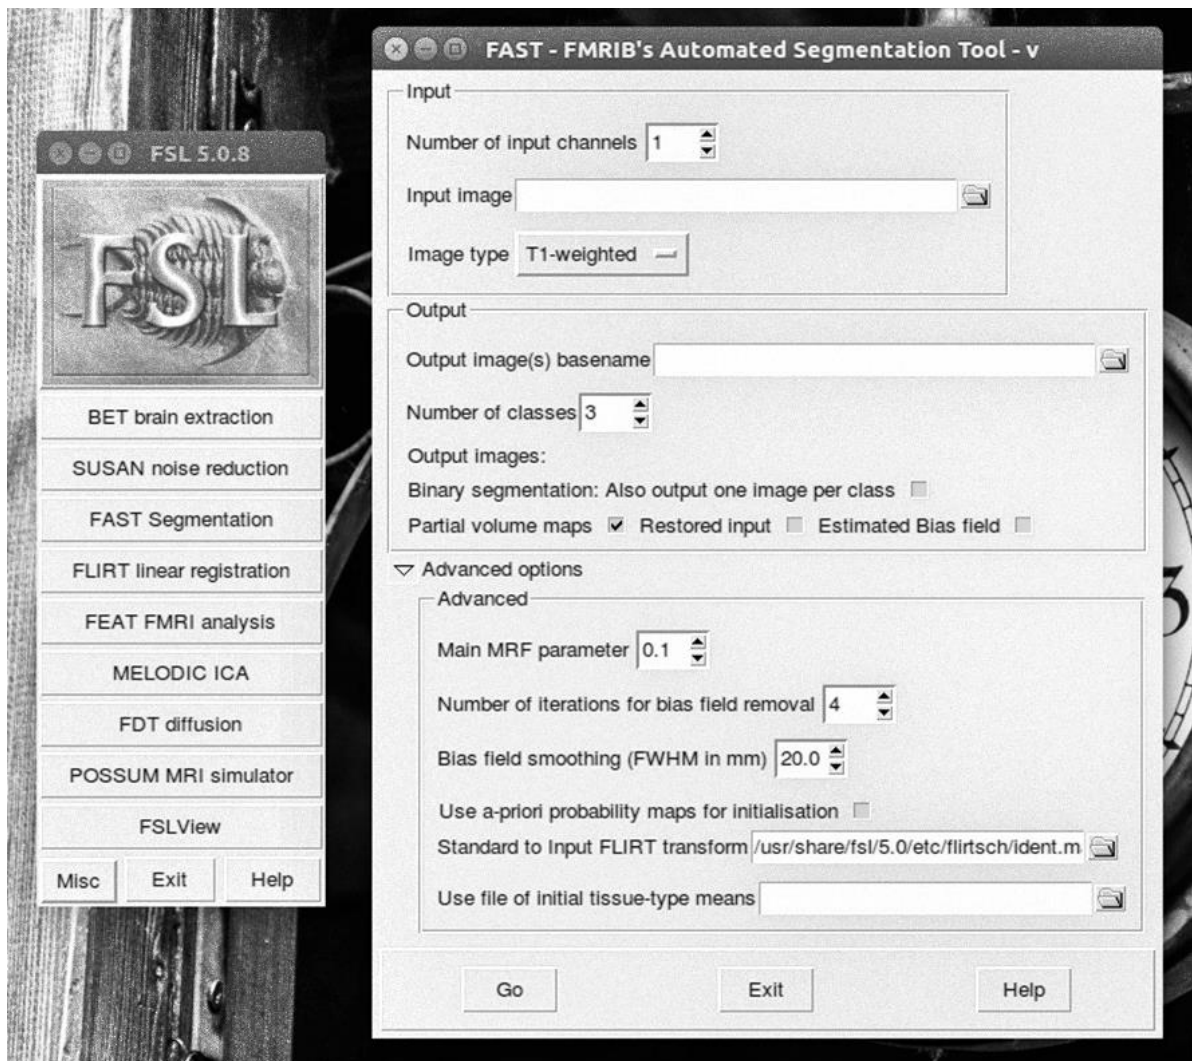 FSL 5.0.8
FSL
BET brain extraction
SUSAN noise reduction
FAST Segmentation
FLIRT linear registration
FEAT FMRI analysis
MELODIC ICA
FDT diffusion
POSSUM MRI simulator
FSLView
Misc Exit Help
FAST - FMRIB's Automated Segmentation Tool - v
Input
Number of input channels 1
Input image
Image type T1-weighted
Output
Output image(s) basename
Number of classes 3
Output images:
Binary segmentation: Also output one image per class
Partial volume maps Restored input Estimated Bias field
Advanced options
Advanced
Main MRF parameter 0.1
Number of iterations for bias field removal 4
Bias field smoothing (FWHM in mm) 20.0
Use a-priori probability maps for initialisation
Standard to Input FLIRT transform /usr/share/fsl/5.0/etc/flirtsch/ident.m
Use file of initial tissue-type means
Go Exit Help
3